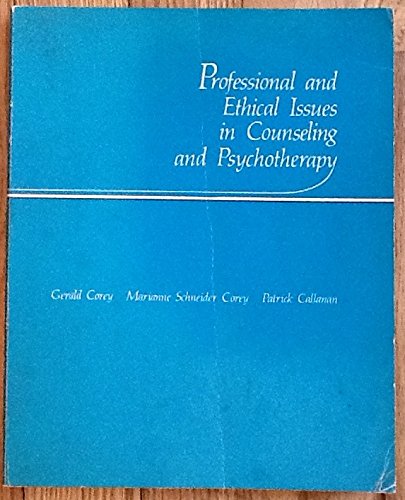 Professional and
Ethical Issues
in Counseling
and Psychotherapy
Gerald Corey Marianne Schneider Corey Patrick Callanan